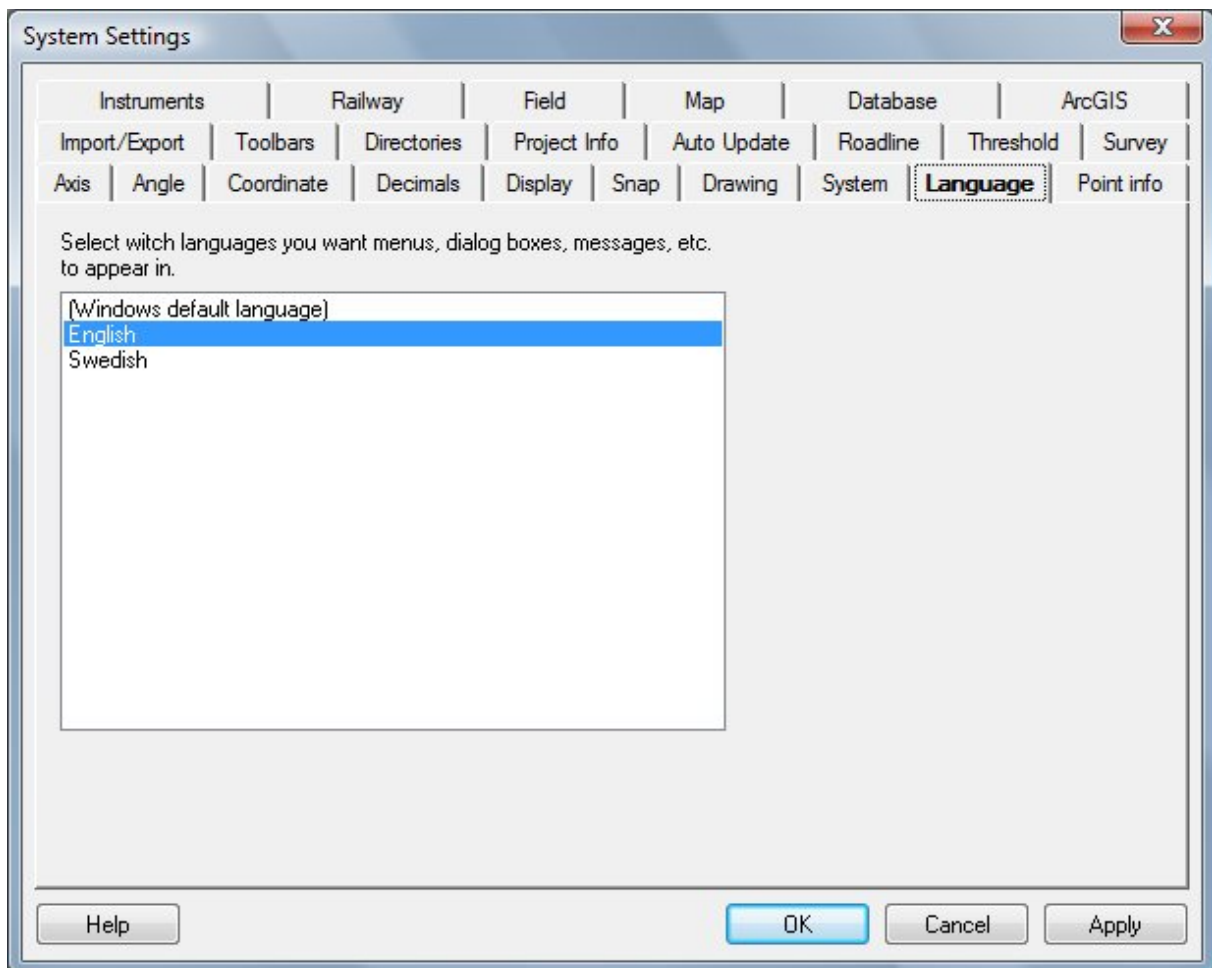 System Settings
Instruments Railway Field Map Database ArcGIS
Import/Export Toolbars Directories Project Info Auto Update Roadline Threshold Survey
Axis Angle Coordinate Decimals Display Snap Drawing System Language Point info
Select witch languages you want menus, dialog boxes, messages, etc.
to appear in.
(Windows default language)
English
Swedish
Help OK Cancel Apply